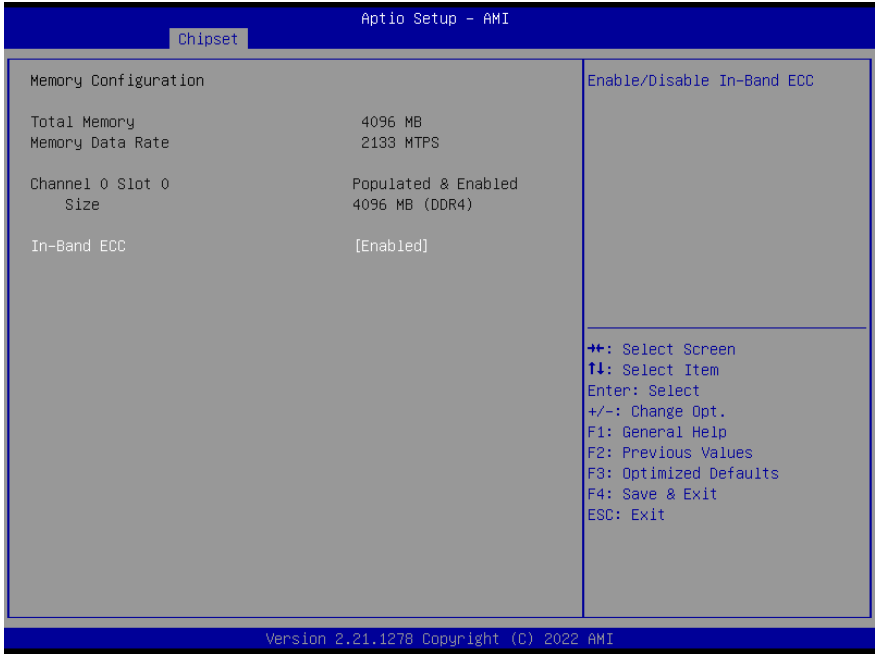 Aptio Setup – AMI
Chipset
Memory Configuration
Total Memory 4096 MB
Memory Data Rate 2133 MTPS
Channel 0 Slot 0 Populated & Enabled
Size 4096 MB (DDR4)
In-Band ECC [Enabled]
Enable/Disable In-Band ECC
→←: Select Screen
↑↓: Select Item
Enter: Select
+/-: Change Opt.
F1: General Help
F2: Previous Values
F3: Optimized Defaults
F4: Save & Exit
ESC: Exit
Version 2.21.1278 Copyright (C) 2022 AMI